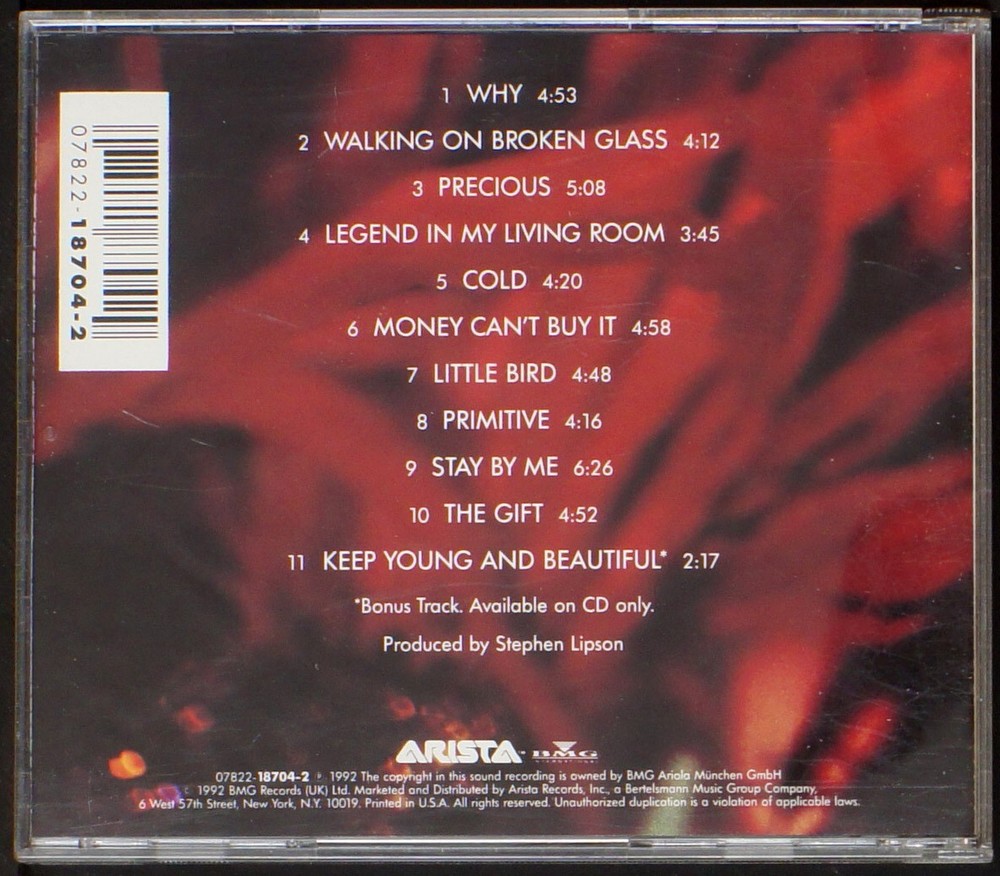 1 WHY 4:53
2 WALKING ON BROKEN GLASS 4:12
3 PRECIOUS 5:08
4 LEGEND IN MY LIVING ROOM 3:45
5 COLD 4:20
6 MONEY CAN'T BUY IT 4:58
7 LITTLE BIRD 4:48
8 PRIMITIVE 4:16
9 STAY BY ME 6:26
10 THE GIFT 4:52
11 KEEP YOUNG AND BEAUTIFUL* 2:17
*Bonus Track. Available on CD only.
Produced by Stephen Lipson
07822-18704-2
ARISTA BMG
07822-18704-2 ℗ 1992 The copyright in this sound recording is owned by BMG Ariola München GmbH
© 1992 BMG Records (UK) Ltd. Marketed and Distributed by Arista Records, Inc., a Bertelsmann Music Group Company,
6 West 57th Street, New York, N.Y. 10019. Printed in U.S.A. All rights reserved. Unauthorized duplication is a violation of applicable laws.